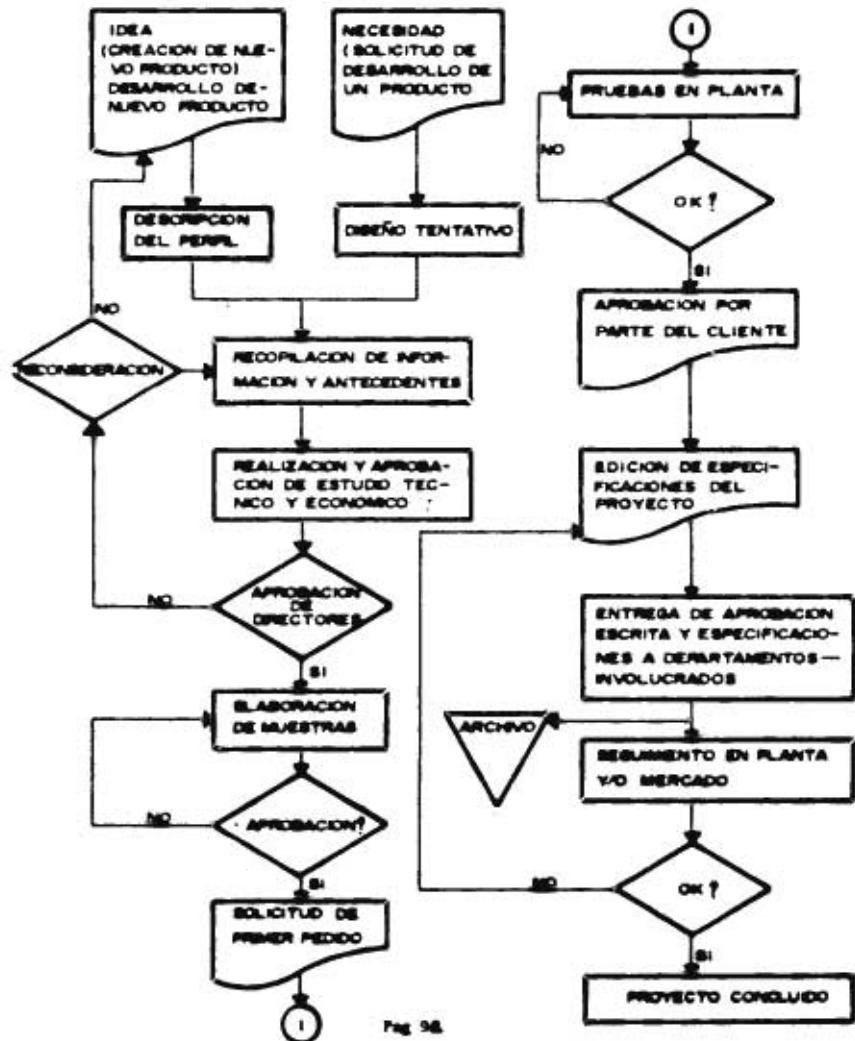 IDEA
(CREACION DE NUE-
VO PRODUCTO)
DESARROLLO DE-
NUEVO PRODUCTO
NECESIDAD
(SOLICITUD DE
DESARROLLO DE
UN PRODUCTO
DESCRIPCION
DEL PERFIL
DISEÑO TENTATIVO
NO
RECONSIDERACION
RECOPILACION DE INFOR-
MACION Y ANTECEDENTES
REALIZACION Y APROBA-
CION DE ESTUDIO TEC-
NICO Y ECONOMICO
NO
APROBACION
DE
DIRECTORES
SI
ELABORACION
DE MUESTRAS
NO
APROBACION?
SI
SOLICITUD DE
PRIMER PEDIDO
I
I
PRUEBAS EN PLANTA
NO
OK?
SI
APROBACION POR
PARTE DEL CLIENTE
EDICION DE ESPECI-
FICACIONES DEL
PROYECTO
ENTREGA DE APROBACION
ESCRITA Y ESPECIFICACIO-
NES A DEPARTAMENTOS—
INVOLUCRADOS
ARCHIVO
SEGUIMIENTO EN PLANTA
Y/O MERCADO
NO
OK?
SI
PROYECTO CONCLUIDO
Pag